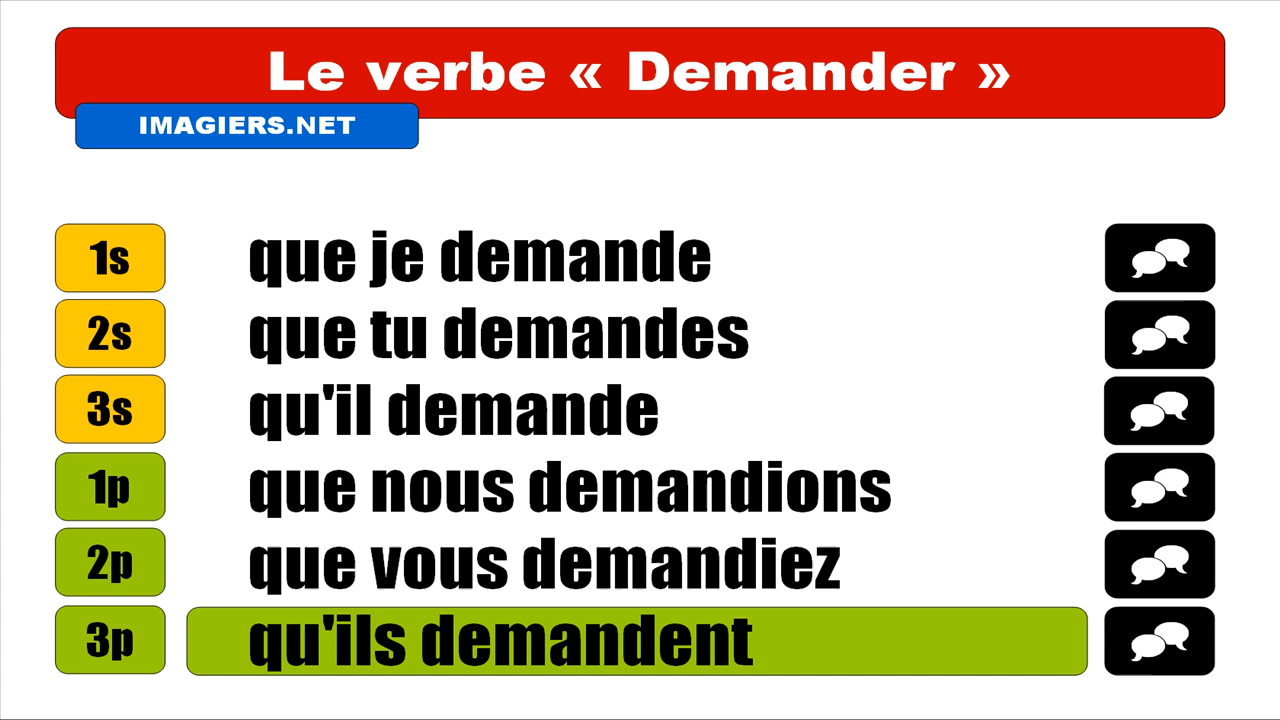 Le verbe « Demander »
IMAGIERS.NET
1s que je demande
2s que tu demandes
3s qu'il demande
1p que nous demandions
2p que vous demandiez
3p qu'ils demandent